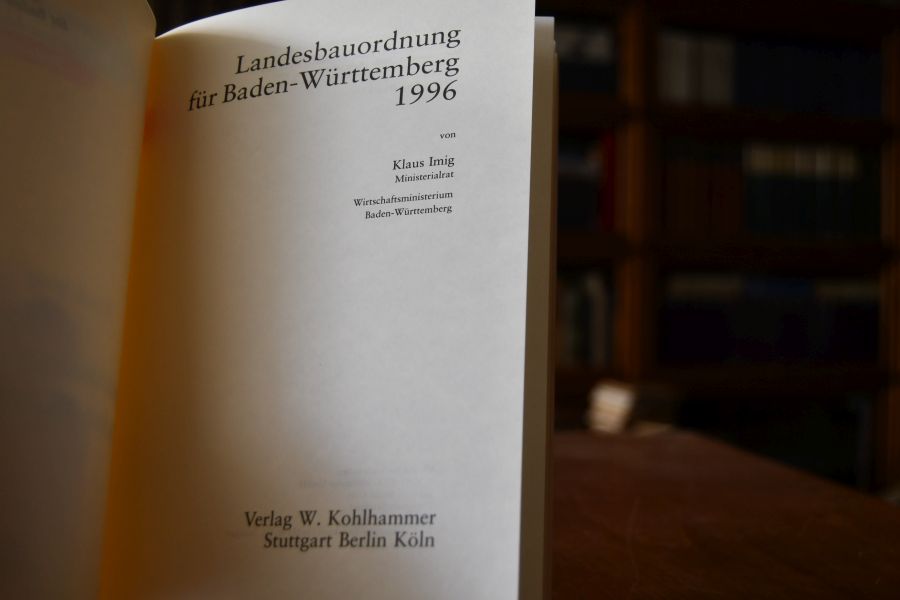 Landesbauordnung
für Baden-Württemberg
1996
von
Klaus Imig
Ministerialrat
Wirtschaftsministerium
Baden-Württemberg
Verlag W. Kohlhammer
Stuttgart Berlin Köln